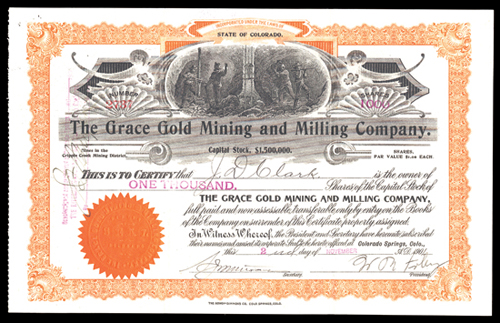 INCORPORATED UNDER THE LAWS OF
STATE OF COLORADO.
NUMBER
SHARES
The Grace Gold Mining and Milling Company.
Capital Stock, $1,500,000.
Mines in the
Cripple Creek Mining District.
SHARES.
PAR VALUE $1.00 EACH.
THIS IS TO CERTIFY that J. D. Clark is the owner of
ONE THOUSAND. Shares of the Capital Stock of
THE GRACE GOLD MINING AND MILLING COMPANY,
full paid and non assessable, transferable only by entry on the Books
of the Company on surrender of this Certificate properly assigned.
In Witness Whereof, the President and Secretary have hereunto subscribed
their names and caused the corporate Seal to be hereto affixed at Colorado Springs, Colo.,
this 2nd day of NOVEMBER A.D.
Secretary. President.